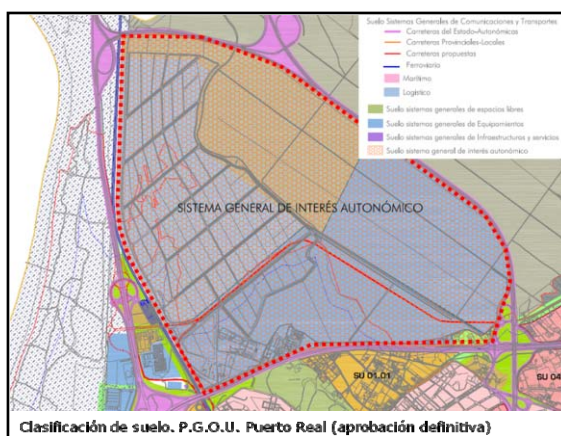 Suelo Sistemas Generales de Comunicaciones y Transportes
Carreteras del Estado-Autonómicas
Carreteras Provinciales-Locales
Carreteras propuestas
Ferroviario
Marítimo
Logístico
Suelo sistemas generales de espacios libres
Suelo sistemas generales de Equipamientos
Suelo sistemas generales de Infraestructuras y servicios
Suelo sistema general de interés autonómico
SISTEMA GENERAL DE INTERÉS AUTONÓMICO
SU 01.01
SU 04
Clasificación de suelo. P.G.O.U. Puerto Real (aprobación definitiva)